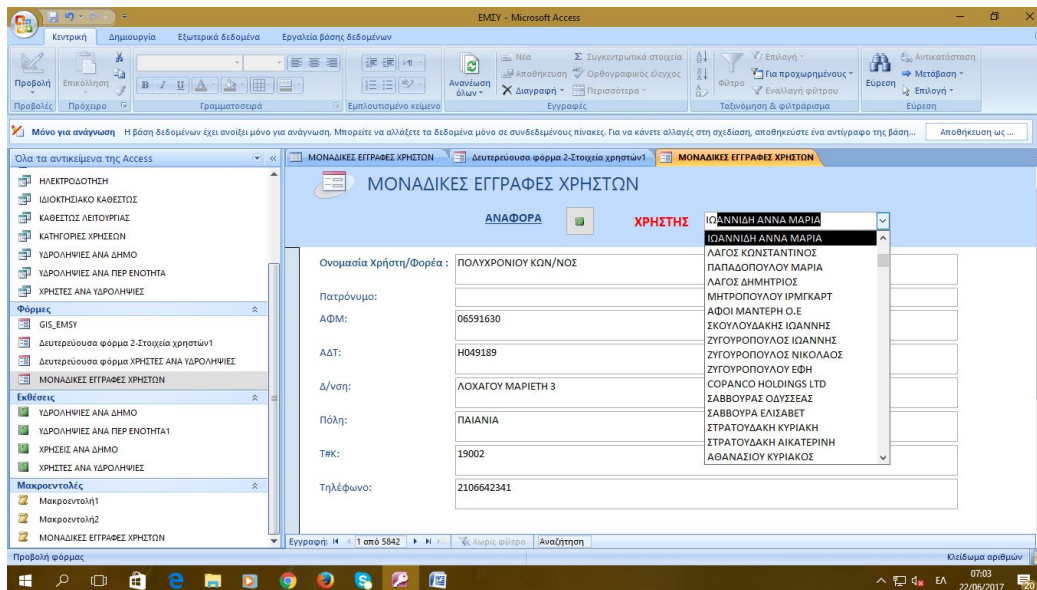 ΕΜΣΥ - Microsoft Access
Κεντρική Δημιουργία Εξωτερικά δεδομένα Εργαλεία βάσης δεδομένων
Προβολή
Επικόλληση
B I U A
Ανανέωση όλων
Νέα
Αποθήκευση
Διαγραφή
Συγκεντρωτικά στοιχεία
Ορθογραφικός έλεγχος
Περισσότερα
Φίλτρο
Επιλογή
Για προχωρημένους
Εναλλαγή φίλτρου
Εύρεση
Αντικατάσταση
Μετάβαση
Επιλογή
Προβολές Πρόχειρο Γραμματοσειρά Εμπλουτισμένο κείμενο Εγγραφές Ταξινόμηση & φιλτράρισμα Εύρεση
Μόνο για ανάγνωση Η βάση δεδομένων έχει ανοίξει μόνο για ανάγνωση. Μπορείτε να αλλάξετε τα δεδομένα μόνο σε συνδεδεμένους πίνακες. Για να κάνετε αλλαγές στη σχεδίαση, αποθηκεύστε ένα αντίγραφο της βάση... Αποθήκευση ως ...
Όλα τα αντικείμενα της Access
ΗΛΕΚΤΡΟΔΟΤΗΣΗ
ΙΔΙΟΚΤΗΣΙΑΚΟ ΚΑΘΕΣΤΩΣ
ΚΑΘΕΣΤΩΣ ΛΕΙΤΟΥΡΓΙΑΣ
ΚΑΤΗΓΟΡΙΕΣ ΧΡΗΣΕΩΝ
ΥΔΡΟΛΗΨΙΕΣ ΑΝΑ ΔΗΜΟ
ΥΔΡΟΛΗΨΙΕΣ ΑΝΑ ΠΕΡ ΕΝΟΤΗΤΑ
ΧΡΗΣΤΕΣ ΑΝΑ ΥΔΡΟΛΗΨΙΕΣ
Φόρμες
GIS_EMSY
Δευτερεύουσα φόρμα 2-Στοιχεία χρηστών1
Δευτερεύουσα φόρμα ΧΡΗΣΤΕΣ ΑΝΑ ΥΔΡΟΛΗΨΙΕΣ
ΜΟΝΑΔΙΚΕΣ ΕΓΓΡΑΦΕΣ ΧΡΗΣΤΩΝ
Εκθέσεις
ΥΔΡΟΛΗΨΙΕΣ ΑΝΑ ΔΗΜΟ
ΥΔΡΟΛΗΨΙΕΣ ΑΝΑ ΠΕΡ ΕΝΟΤΗΤΑ1
ΧΡΗΣΕΙΣ ΑΝΑ ΔΗΜΟ
ΧΡΗΣΤΕΣ ΑΝΑ ΥΔΡΟΛΗΨΙΕΣ
Μακροεντολές
Μακροεντολή1
Μακροεντολή2
ΜΟΝΑΔΙΚΕΣ ΕΓΓΡΑΦΕΣ ΧΡΗΣΤΩΝ
ΜΟΝΑΔΙΚΕΣ ΕΓΓΡΑΦΕΣ ΧΡΗΣΤΩΝ Δευτερεύουσα φόρμα 2-Στοιχεία χρηστών1 ΜΟΝΑΔΙΚΕΣ ΕΓΓΡΑΦΕΣ ΧΡΗΣΤΩΝ
ΜΟΝΑΔΙΚΕΣ ΕΓΓΡΑΦΕΣ ΧΡΗΣΤΩΝ
ΑΝΑΦΟΡΑ ΧΡΗΣΤΗΣ ΙΩΑΝΝΙΔΗ ΑΝΝΑ ΜΑΡΙΑ
ΙΩΑΝΝΙΔΗ ΑΝΝΑ ΜΑΡΙΑ
ΛΑΓΟΣ ΚΩΝΣΤΑΝΤΙΝΟΣ
ΠΑΠΑΔΟΠΟΥΛΟΥ ΜΑΡΙΑ
ΛΑΓΟΣ ΔΗΜΗΤΡΙΟΣ
ΜΗΤΡΟΠΟΥΛΟΥ ΙΡΜΓΚΑΡΤ
ΑΦΟΙ ΜΑΝΤΕΡΗ Ο.Ε
ΣΚΟΥΛΟΥΔΑΚΗΣ ΙΩΑΝΝΗΣ
ΖΥΓΟΥΡΟΠΟΥΛΟΣ ΙΩΑΝΝΗΣ
ΖΥΓΟΥΡΟΠΟΥΛΟΣ ΝΙΚΟΛΑΟΣ
ΖΥΓΟΥΡΟΠΟΥΛΟΥ ΕΦΗ
COPANCO HOLDINGS LTD
ΣΑΒΒΟΥΡΑΣ ΟΔΥΣΣΕΑΣ
ΣΑΒΒΟΥΡΑ ΕΛΙΣΑΒΕΤ
ΣΤΡΑΤΟΥΔΑΚΗ ΚΥΡΙΑΚΗ
ΣΤΡΑΤΟΥΔΑΚΗ ΑΙΚΑΤΕΡΙΝΗ
ΑΘΑΝΑΣΙΟΥ ΚΥΡΙΑΚΟΣ
Ονομασία Χρήστη/Φορέα : ΠΟΛΥΧΡΟΝΙΟΥ ΚΩΝ/ΝΟΣ
Πατρόνυμο:
ΑΦΜ: 06591630
ΑΔΤ: Η049189
Δ/νση: ΛΟΧΑΓΟΥ ΜΑΡΙΕΤΗ 3
Πόλη: ΠΑΙΑΝΙΑ
Τ#Κ: 19002
Τηλέφωνο: 2106642341
Εγγραφή: 1 από 5842 Χωρίς φίλτρο Αναζήτηση
Προβολή φόρμας Κλείδωμα αριθμών
ΕΛ 07:03
22/06/2017